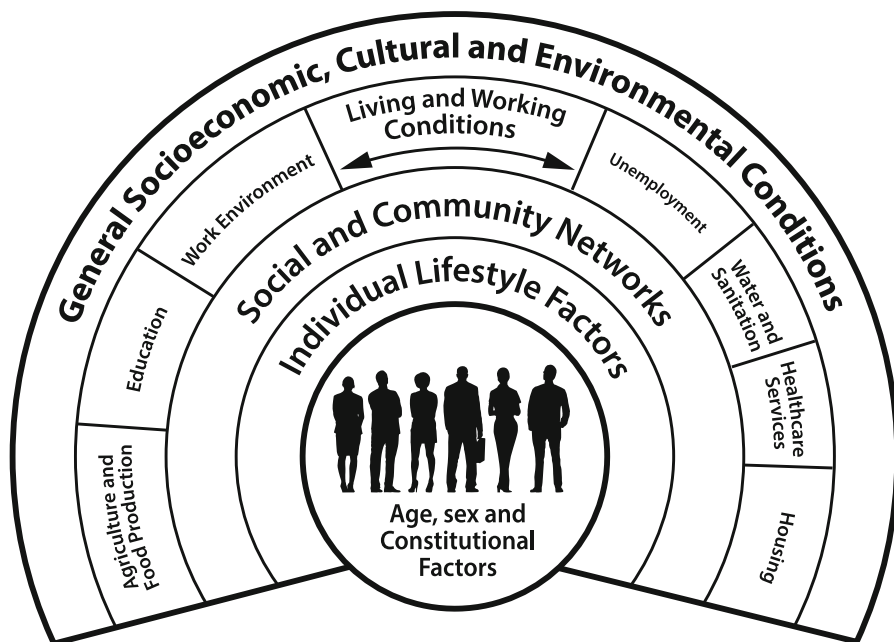 General Socioeconomic, Cultural and Environmental Conditions
Living and Working
Conditions
Agriculture and
Food Production
Education
Work Environment
Unemployment
Water and
Sanitation
Healthcare
Services
Housing
Social and Community Networks
Individual Lifestyle Factors
Age, sex and
Constitutional
Factors